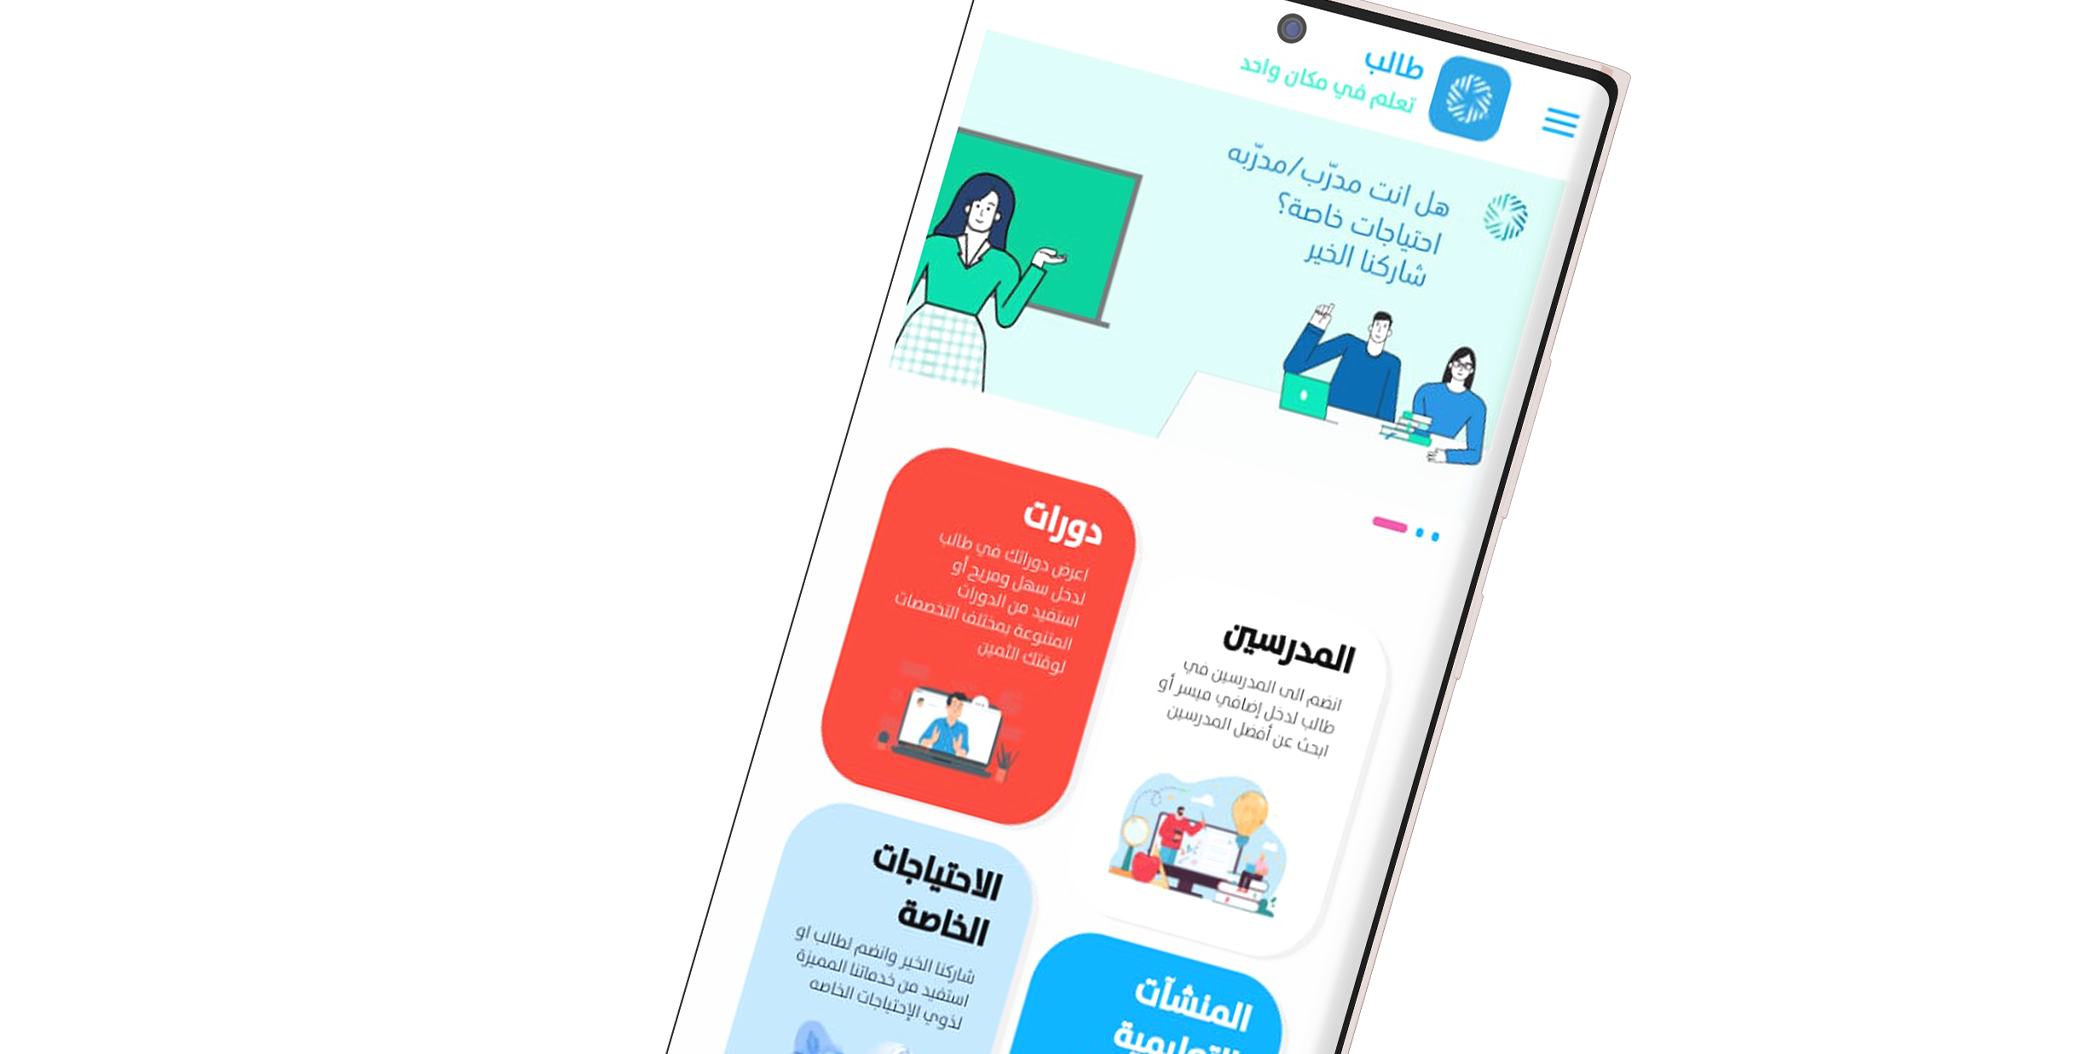 طالب
تعلم في مكان واحد
هل انت مدرّب/مدرّبه
احتياجات خاصة؟
شاركنا الخير
دورات
اعرض دوراتك في طالب
لدخل سهل ومريح أو
استفيد من الدورات
المتنوعة بمختلف التخصصات
لوقتك الثمين
المدرسين
انضم الى المدرسين في
طالب لدخل إضافي ميسر أو
ابحث عن أفضل المدرسين
الاحتياجات
الخاصة
شاركنا الخير وانضم لطالب او
استفيد من خدماتنا المميزة
لذوي الإحتياجات الخاصه
المنشآت
التعليمية